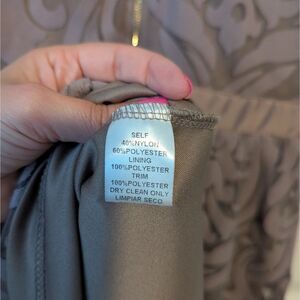 SELF
40%NYLON
60%POLYESTER
LINING
100%POLYESTER
TRIM
100%POLYESTER
DRY CLEAN ONLY
LIMPIAR SECO